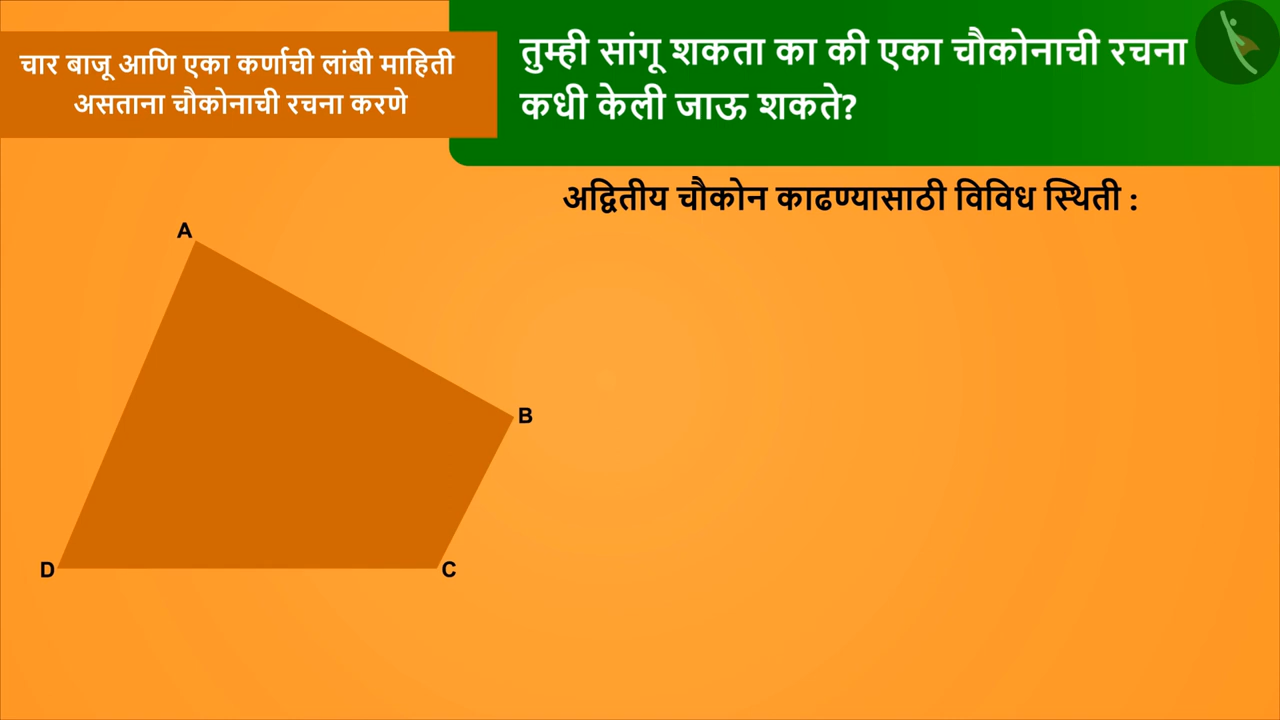 चार बाजू आणि एका कर्णाची लांबी माहिती
असताना चौकोनाची रचना करणे
तुम्ही सांगू शकता का की एका चौकोनाची रचना
कधी केली जाऊ शकते?
अद्वितीय चौकोन काढण्यासाठी विविध स्थिती :
A
B
D
C